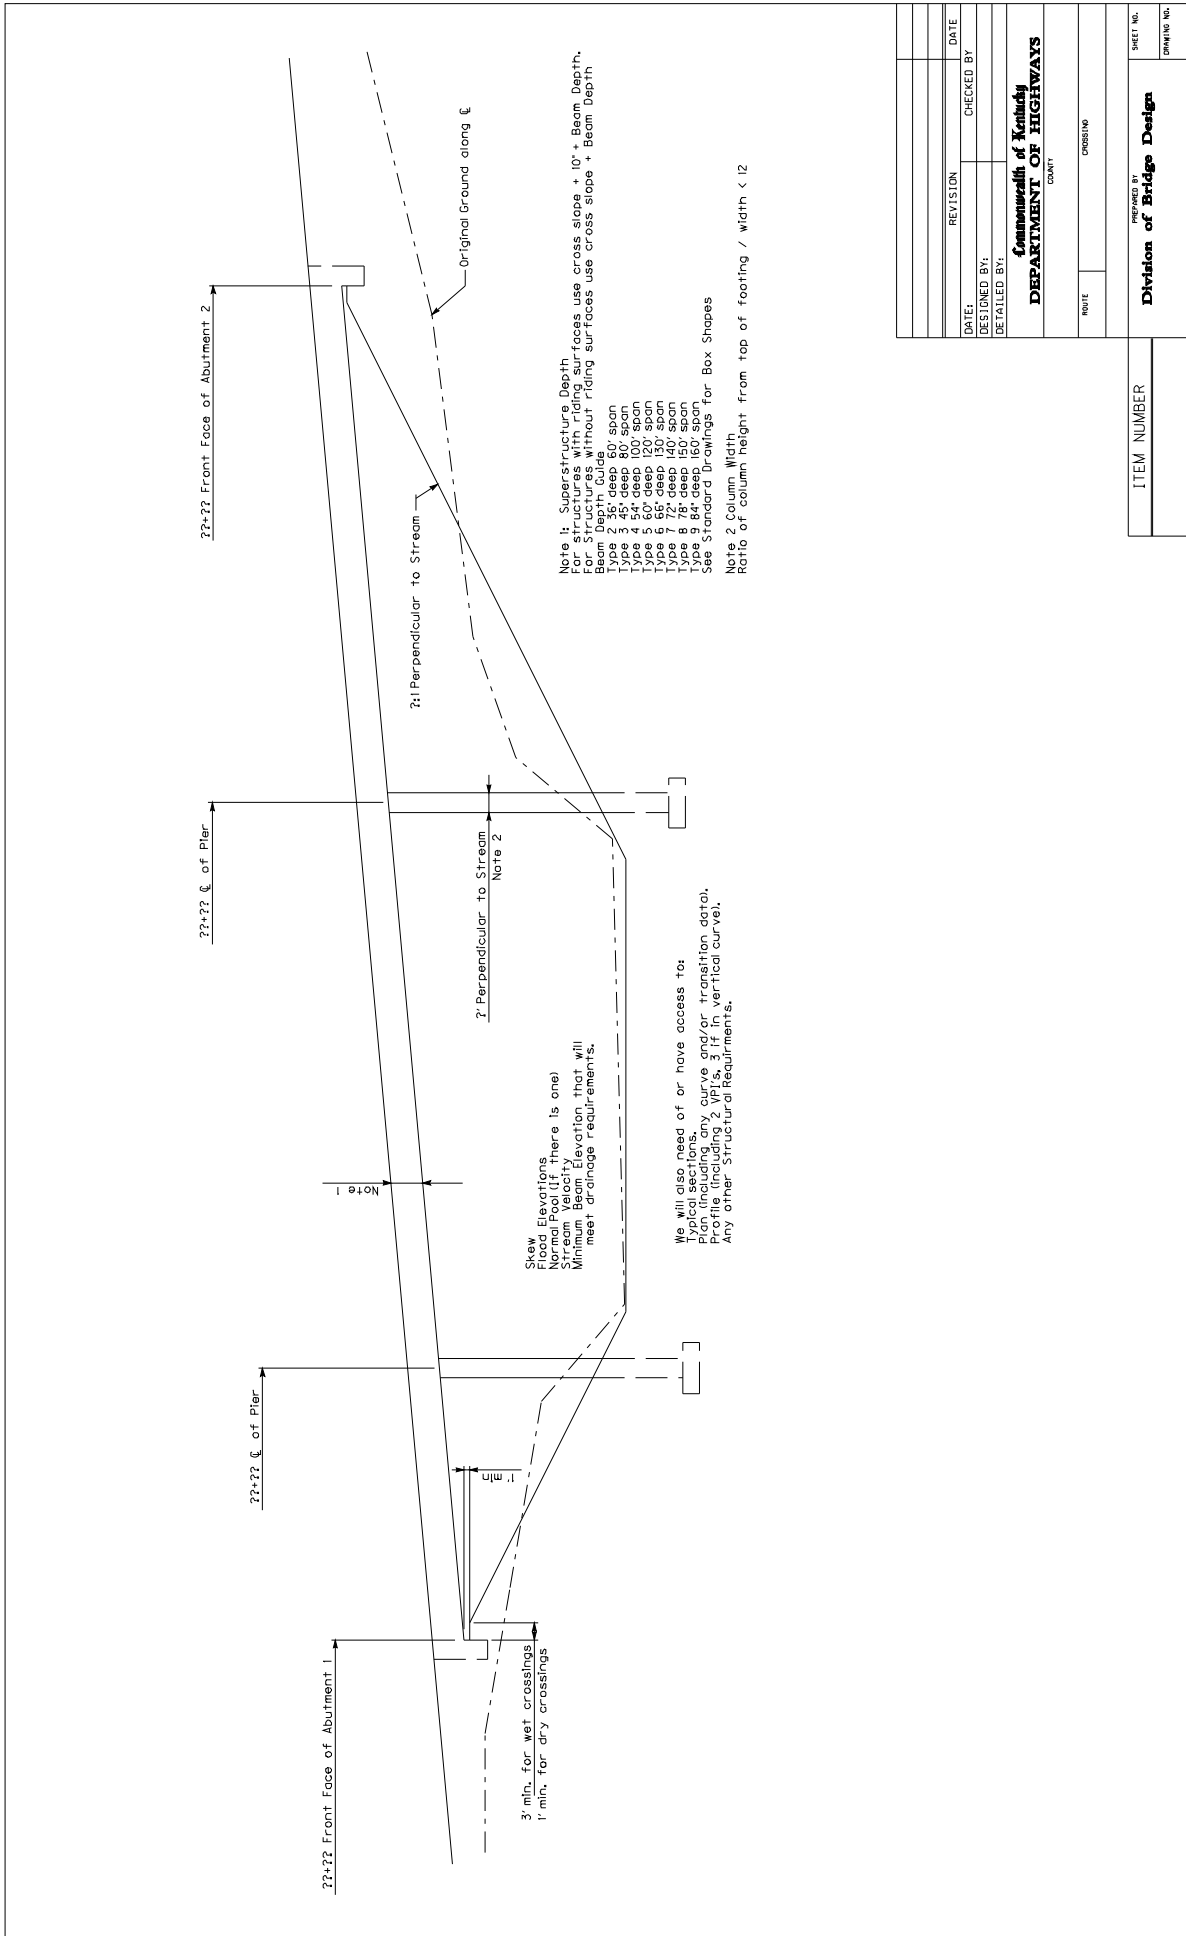 ??+?? Front Face of Abutment 1
??+?? ℄ of Pier
??+?? ℄ of Pier
??+?? Front Face of Abutment 2
3' min. for wet crossings
1' min. for dry crossings
1' min
Note 1
?' Perpendicular to Stream
Note 2
?:1 Perpendicular to Stream
Original Ground along ℄
Skew
Flood Elevations
Normal Pool (If there is one)
Stream Velocity
Minimum Beam Elevation that will
meet drainage requirements.
We will also need of or have access to:
Typical sections.
Plan (including any curve and/or transition data).
Profile (including 2 VPI's, 3 if in vertical curve).
Any other Structural Requirments.
Note 1: Superstructure Depth
For structures with riding surfaces use cross slope + 10" + Beam Depth.
For Structures without riding surfaces use cross slope + Beam Depth
Beam Depth Guide
Type 2 36" deep 60' span
Type 3 45" deep 80' span
Type 4 54" deep 100' span
Type 5 60" deep 120' span
Type 6 66" deep 130' span
Type 7 72" deep 140' span
Type 8 78" deep 150' span
Type 9 84" deep 160' span
See Standard Drawings for Box Shapes
Note 2 Column Width
Ratio of column height from top of footing / width < 12
REVISION DATE
DATE: CHECKED BY
DESIGNED BY:
DETAILED BY:
Commonwealth of Kentucky
DEPARTMENT OF HIGHWAYS
COUNTY
ROUTE CROSSING
ITEM NUMBER
PREPARED BY
Division of Bridge Design
SHEET NO.
DRAWING NO.